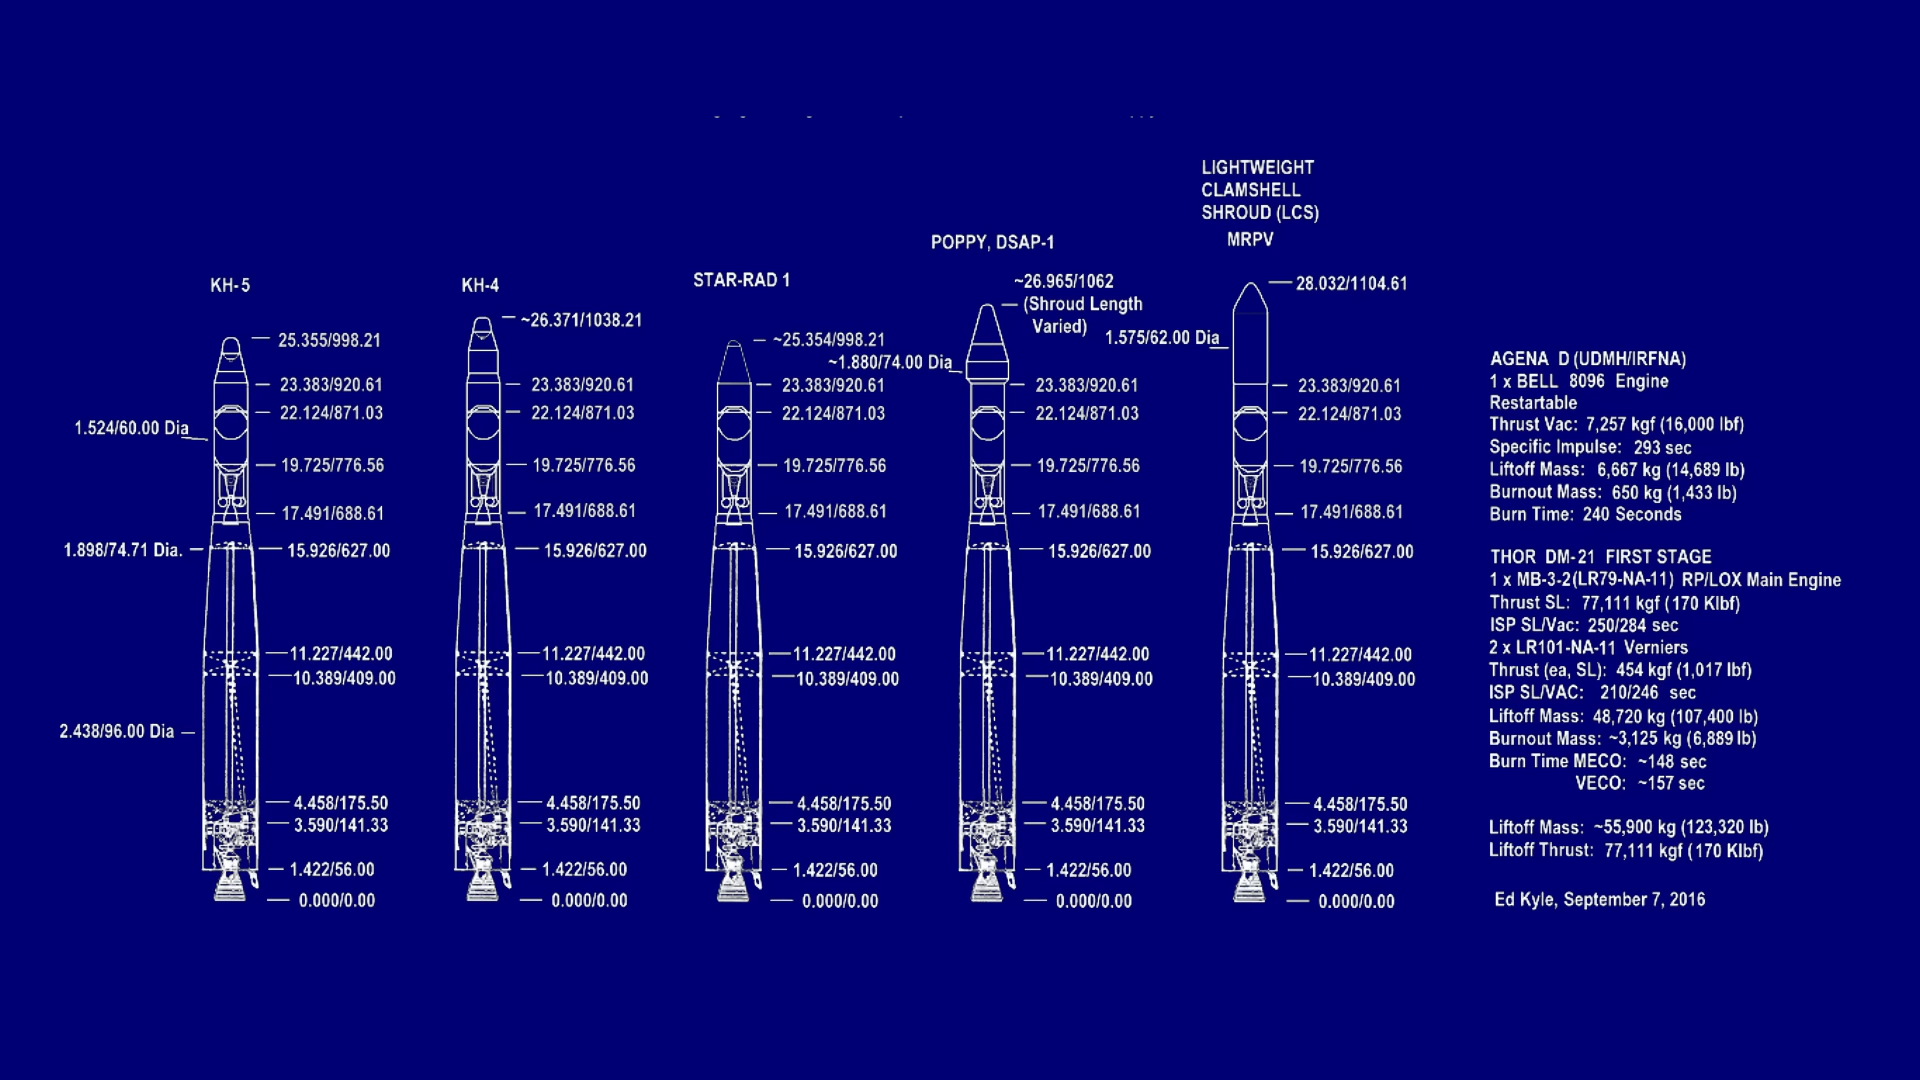 LIGHTWEIGHT
CLAMSHELL
SHROUD (LCS)
MRPV
POPPY, DSAP-1
STAR-RAD 1
KH-5
KH-4
25.355/998.21
23.383/920.61
22.124/871.03
1.524/60.00 Dia
19.725/776.56
17.491/688.61
1.898/74.71 Dia.
15.926/627.00
11.227/442.00
10.389/409.00
2.438/96.00 Dia
4.458/175.50
3.590/141.33
1.422/56.00
0.000/0.00
~26.371/1038.21
23.383/920.61
22.124/871.03
19.725/776.56
17.491/688.61
15.926/627.00
11.227/442.00
10.389/409.00
4.458/175.50
3.590/141.33
1.422/56.00
0.000/0.00
~25.354/998.21
23.383/920.61
22.124/871.03
19.725/776.56
17.491/688.61
15.926/627.00
11.227/442.00
10.389/409.00
4.458/175.50
3.590/141.33
1.422/56.00
0.000/0.00
~26.965/1062
(Shroud Length
Varied)
~1.880/74.00 Dia
23.383/920.61
22.124/871.03
19.725/776.56
17.491/688.61
15.926/627.00
11.227/442.00
10.389/409.00
4.458/175.50
3.590/141.33
1.422/56.00
0.000/0.00
28.032/1104.61
1.575/62.00 Dia
23.383/920.61
22.124/871.03
19.725/776.56
17.491/688.61
15.926/627.00
11.227/442.00
10.389/409.00
4.458/175.50
3.590/141.33
1.422/56.00
0.000/0.00
AGENA D (UDMH/IRFNA)
1 x BELL 8096 Engine
Restartable
Thrust Vac: 7,257 kgf (16,000 lbf)
Specific Impulse: 293 sec
Liftoff Mass: 6,667 kg (14,689 lb)
Burnout Mass: 650 kg (1,433 lb)
Burn Time: 240 Seconds
THOR DM-21 FIRST STAGE
1 x MB-3-2(LR79-NA-11) RP/LOX Main Engine
Thrust SL: 77,111 kgf (170 Klbf)
ISP SL/Vac: 250/284 sec
2 x LR101-NA-11 Verniers
Thrust (ea, SL): 454 kgf (1,017 lbf)
ISP SL/VAC: 210/246 sec
Liftoff Mass: 48,720 kg (107,400 lb)
Burnout Mass: ~3,125 kg (6,889 lb)
Burn Time MECO: ~148 sec
VECO: ~157 sec
Liftoff Mass: ~55,900 kg (123,320 lb)
Liftoff Thrust: 77,111 kgf (170 Klbf)
Ed Kyle, September 7, 2016